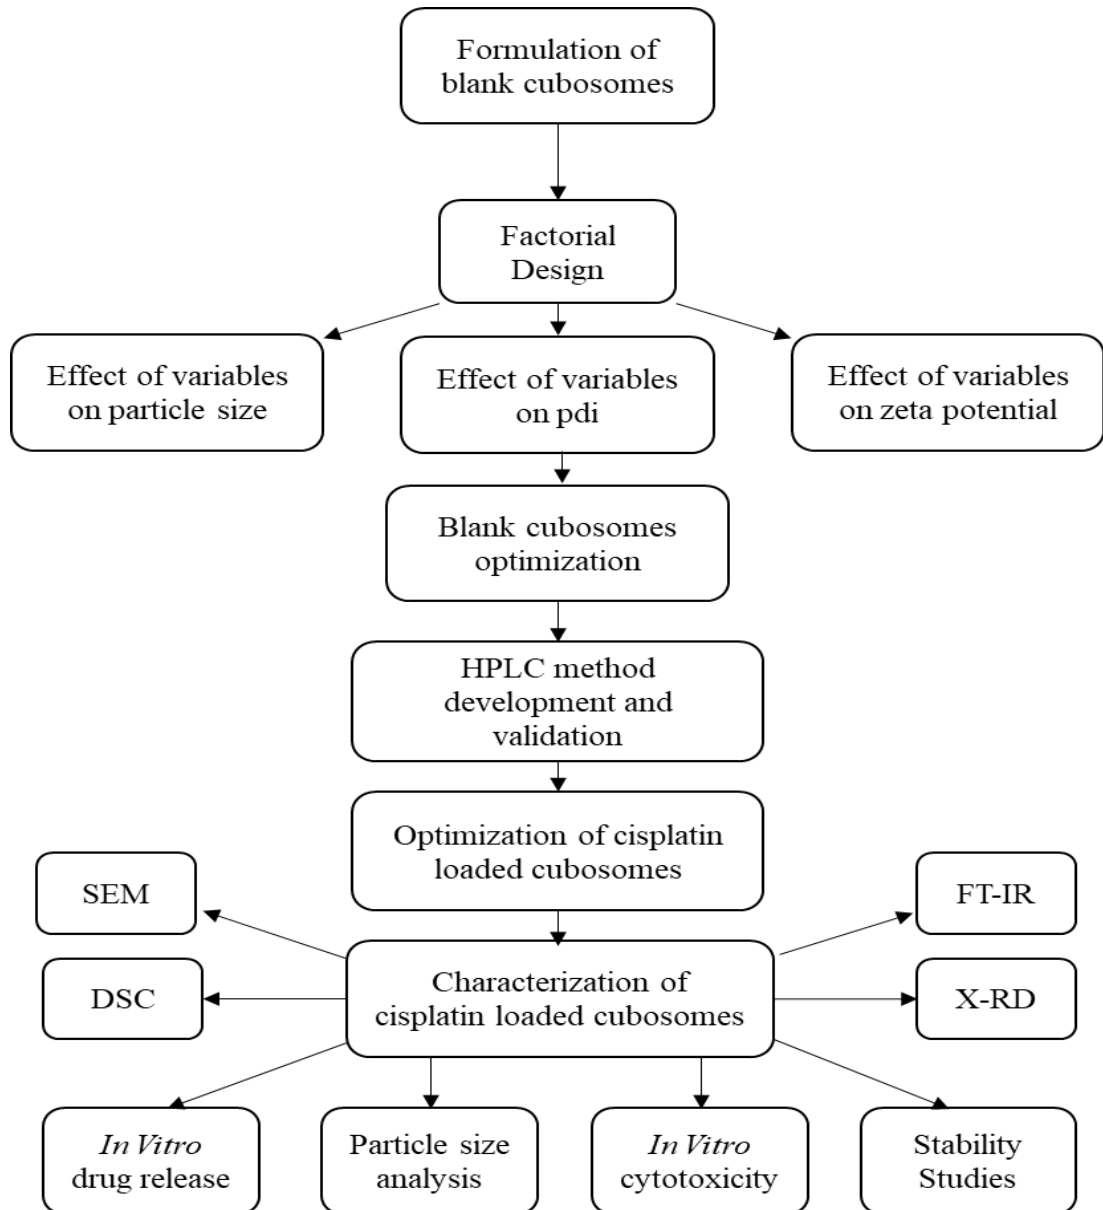 Formulation of
blank cubosomes
Factorial
Design
Effect of variables
on particle size
Effect of variables
on pdi
Effect of variables
on zeta potential
Blank cubosomes
optimization
HPLC method
development and
validation
Optimization of cisplatin
loaded cubosomes
SEM
FT-IR
DSC
Characterization of
cisplatin loaded cubosomes
X-RD
In Vitro
drug release
Particle size
analysis
In Vitro
cytotoxicity
Stability
Studies